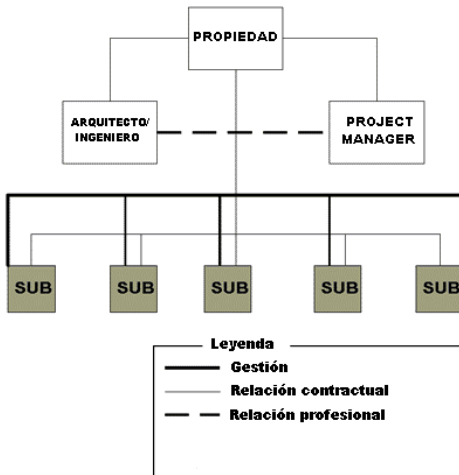 PROPIEDAD
ARQUITECTO/
INGENIERO
PROJECT
MANAGER
SUB
SUB
SUB
SUB
SUB
Leyenda
Gestión
Relación contractual
Relación profesional